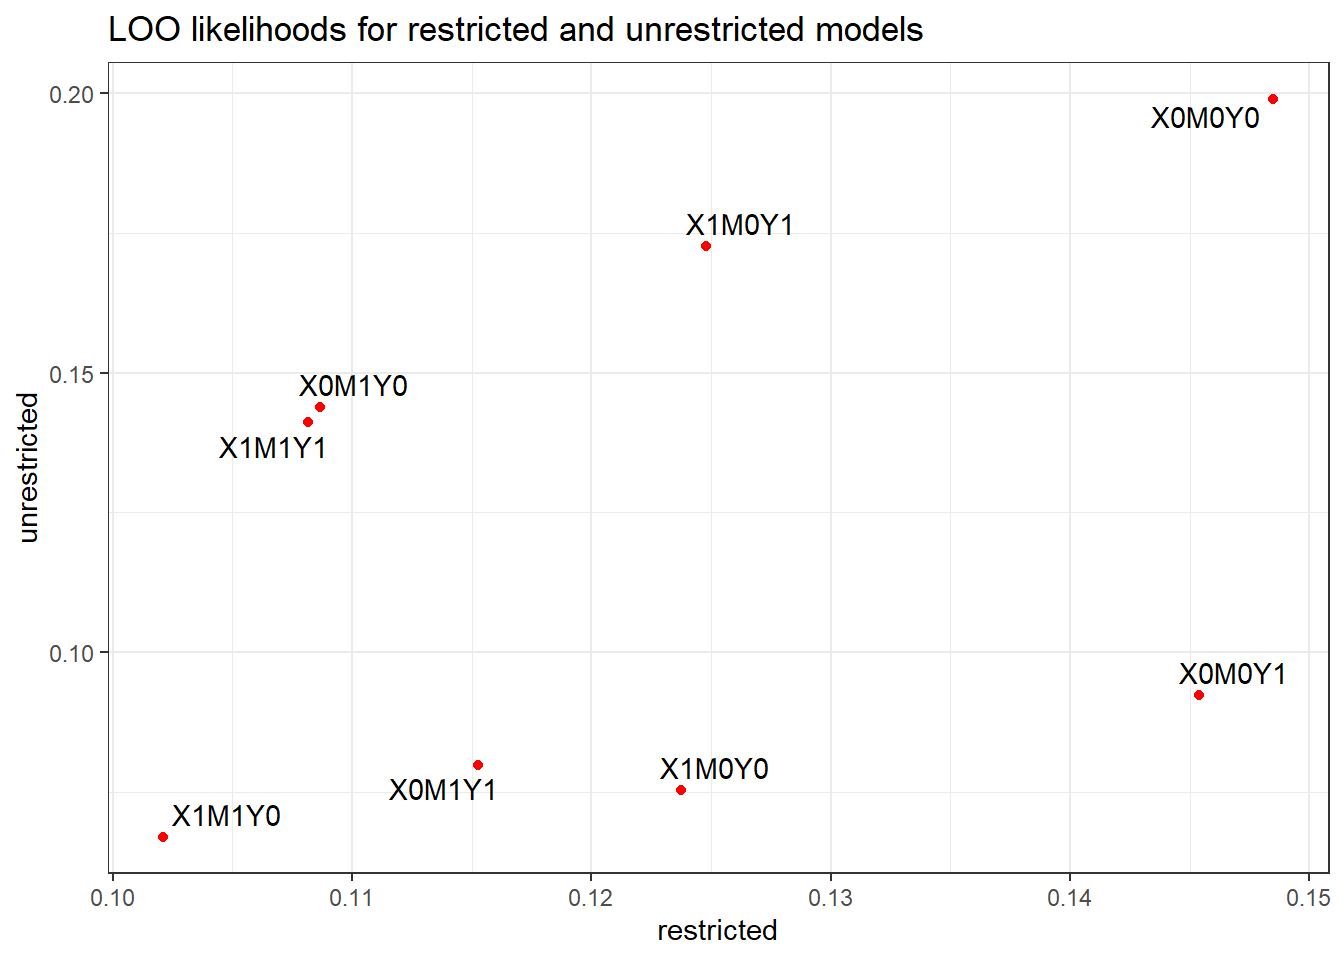 LOO likelihoods for restricted and unrestricted models
0.20
X0M0Y0
X1M0Y1
0.15
X0M1Y0
X1M1Y1
unrestricted
0.10
X0M0Y1
X1M0Y0
X0M1Y1
X1M1Y0
0.10 0.11 0.12 0.13 0.14 0.15
restricted